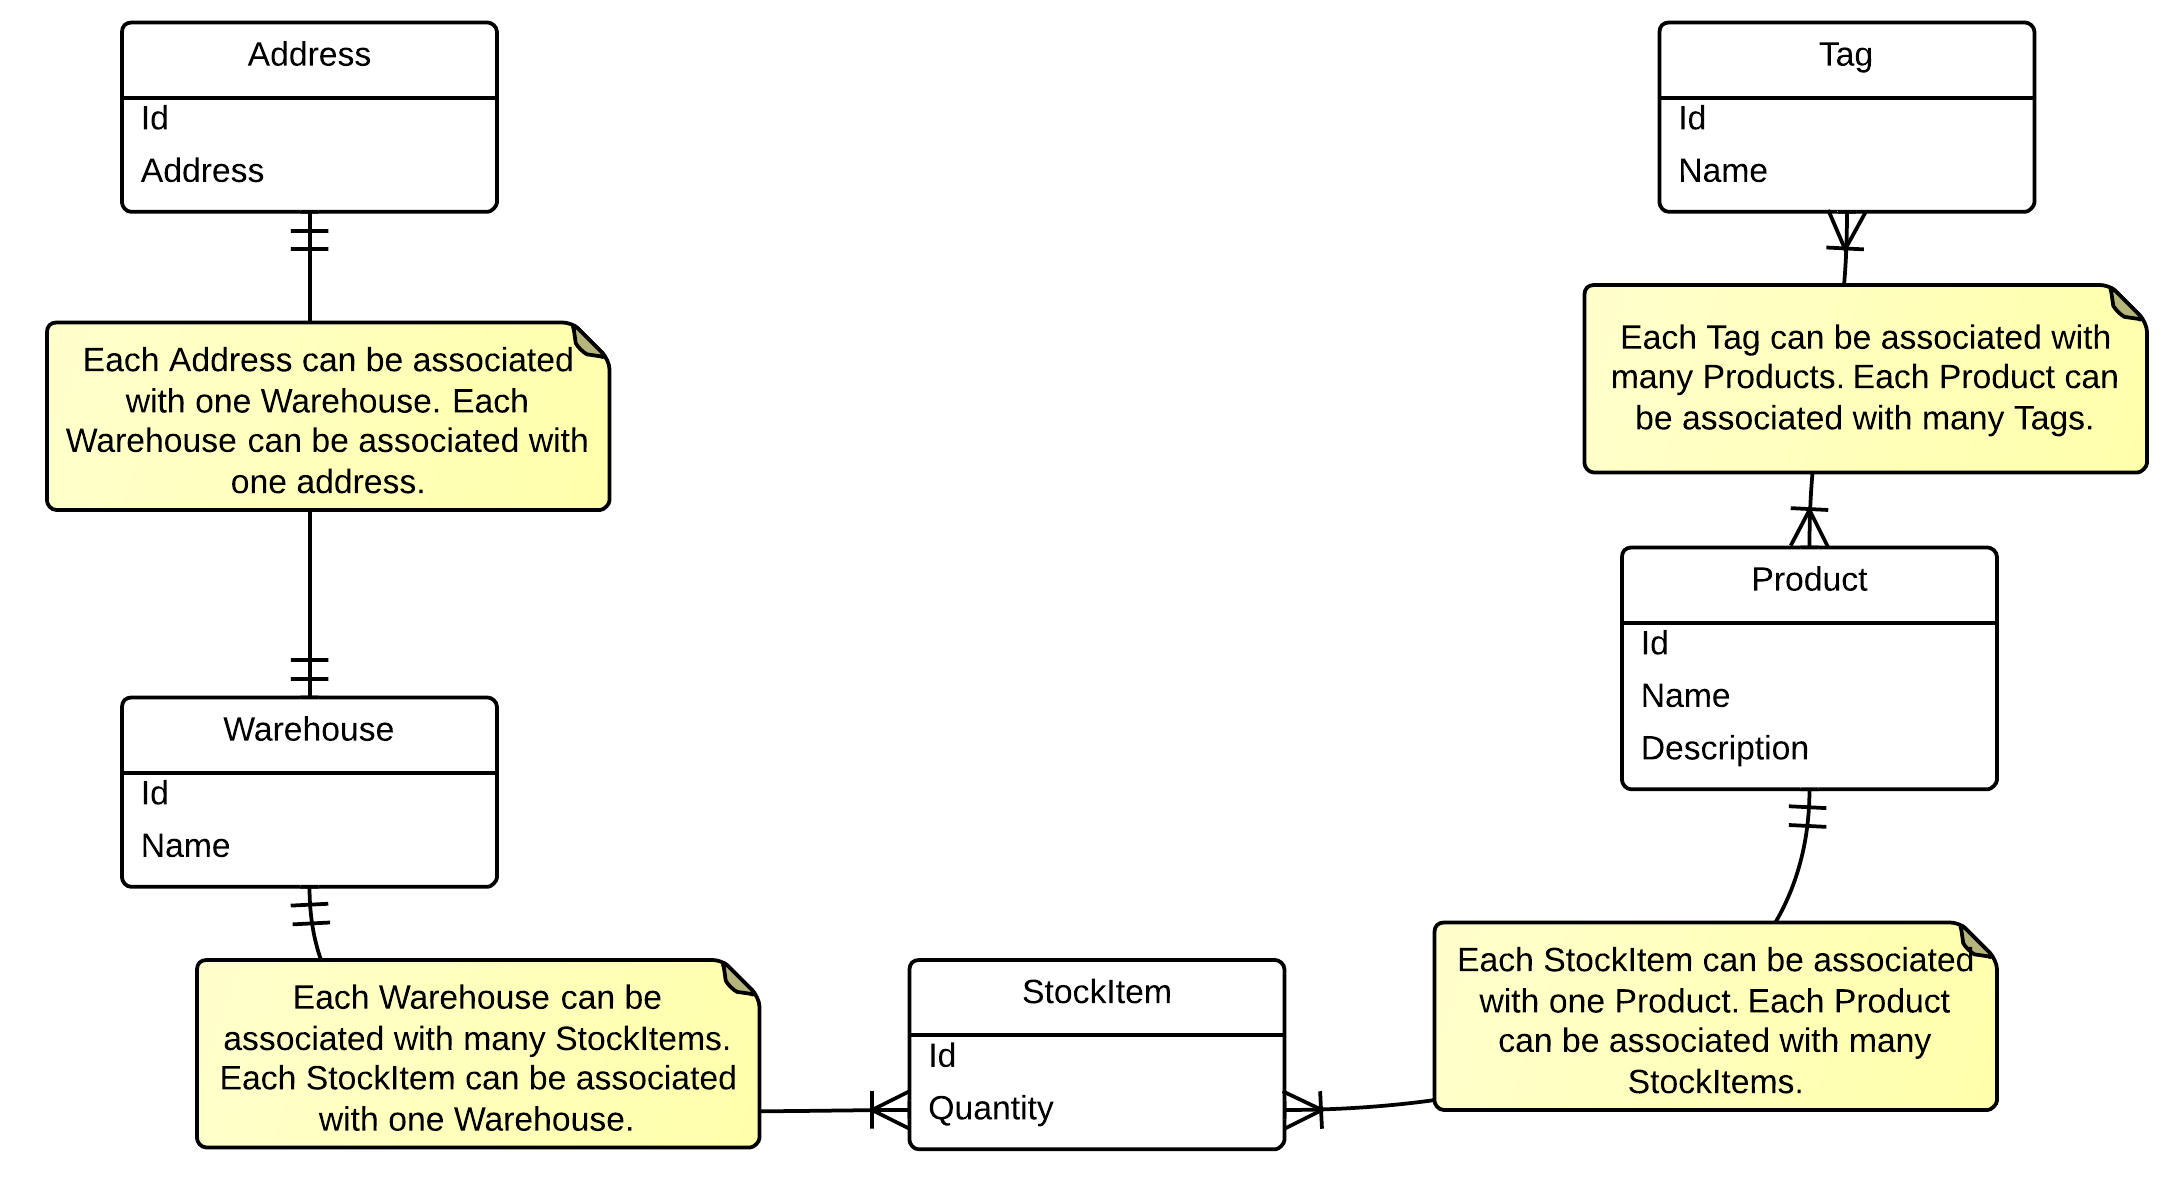 Address
Id
Address
Each Address can be associated
with one Warehouse. Each
Warehouse can be associated with
one address.
Warehouse
Id
Name
Each Warehouse can be
associated with many StockItems.
Each StockItem can be associated
with one Warehouse.
StockItem
Id
Quantity
Tag
Id
Name
Each Tag can be associated with
many Products. Each Product can
be associated with many Tags.
Product
Id
Name
Description
Each StockItem can be associated
with one Product. Each Product
can be associated with many
StockItems.